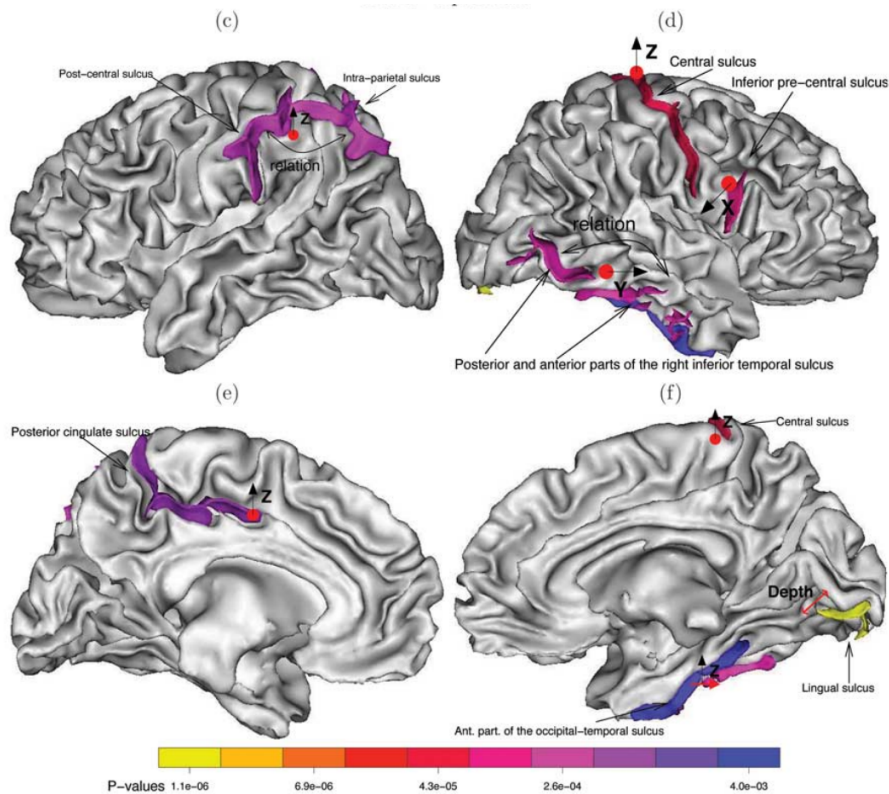 (c)
(d)
Post-central sulcus
Intra-parietal sulcus
Z
relation
Z
Central sulcus
Inferior pre-central sulcus
X
relation
Y
Posterior and anterior parts of the right inferior temporal sulcus
(e)
(f)
Posterior cingulate sulcus
Z
Z
Central sulcus
Depth
Z
Lingual sulcus
Ant. part. of the occipital-temporal sulcus
P-values 1.1e-06 6.9e-06 4.3e-05 2.6e-04 4.0e-03